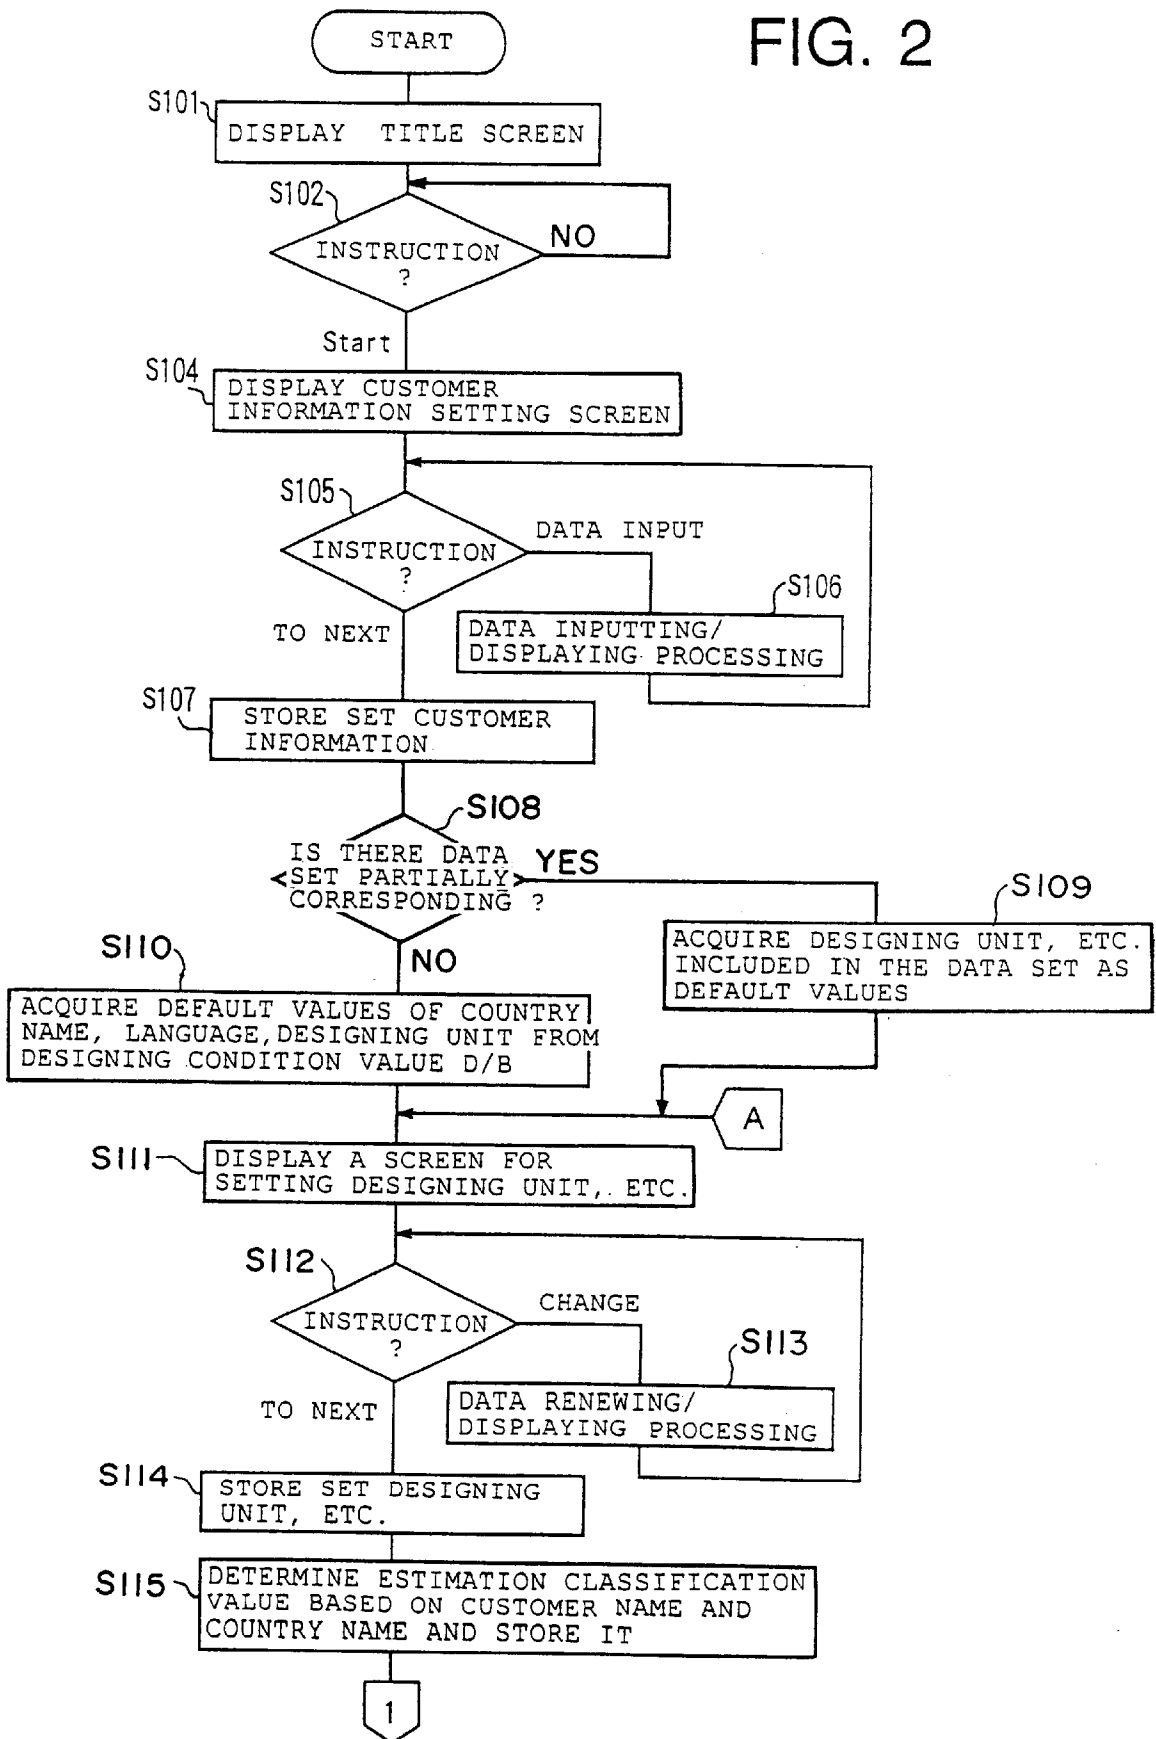 FIG. 2
START
S101
DISPLAY TITLE SCREEN
S102
INSTRUCTION
?
NO
Start
S104
DISPLAY CUSTOMER
INFORMATION SETTING SCREEN
S105
INSTRUCTION
?
DATA INPUT
S106
DATA INPUTTING/
DISPLAYING PROCESSING
TO NEXT
S107
STORE SET CUSTOMER
INFORMATION
S108
IS THERE DATA
SET PARTIALLY
CORRESPONDING ?
YES
S109
ACQUIRE DESIGNING UNIT, ETC.
INCLUDED IN THE DATA SET AS
DEFAULT VALUES
NO
S110
ACQUIRE DEFAULT VALUES OF COUNTRY
NAME, LANGUAGE, DESIGNING UNIT FROM
DESIGNING CONDITION VALUE D/B
A
S111
DISPLAY A SCREEN FOR
SETTING DESIGNING UNIT, ETC.
S112
INSTRUCTION
?
CHANGE
S113
DATA RENEWING/
DISPLAYING PROCESSING
TO NEXT
S114
STORE SET DESIGNING
UNIT, ETC.
S115
DETERMINE ESTIMATION CLASSIFICATION
VALUE BASED ON CUSTOMER NAME AND
COUNTRY NAME AND STORE IT
1